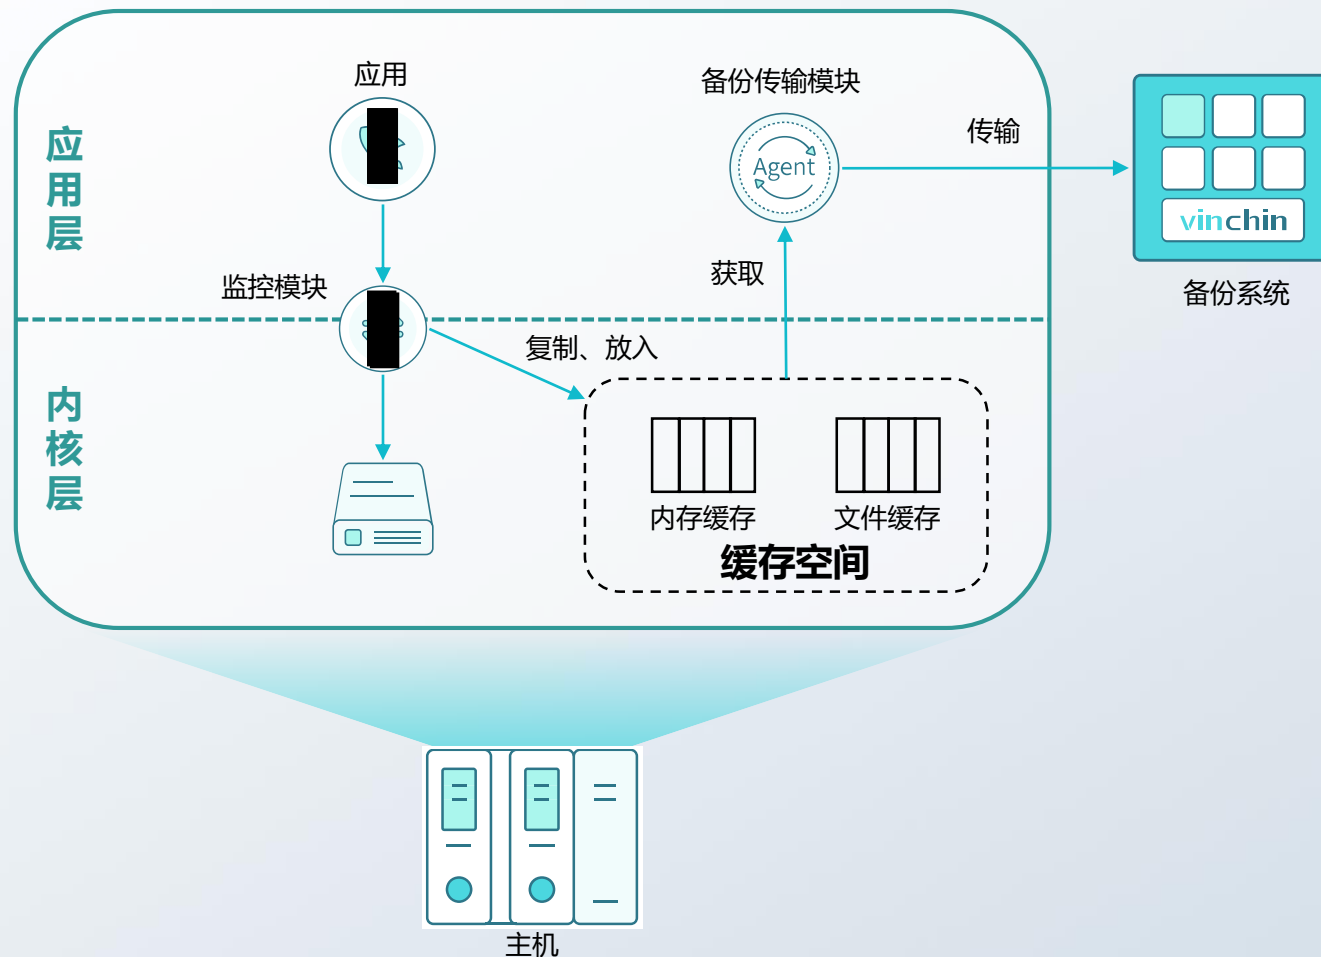 应用
备份传输模块
传输
应用层
Agent
vinchin
监控模块
获取
备份系统
复制、放入
内核层
内存缓存
文件缓存
缓存空间
主机